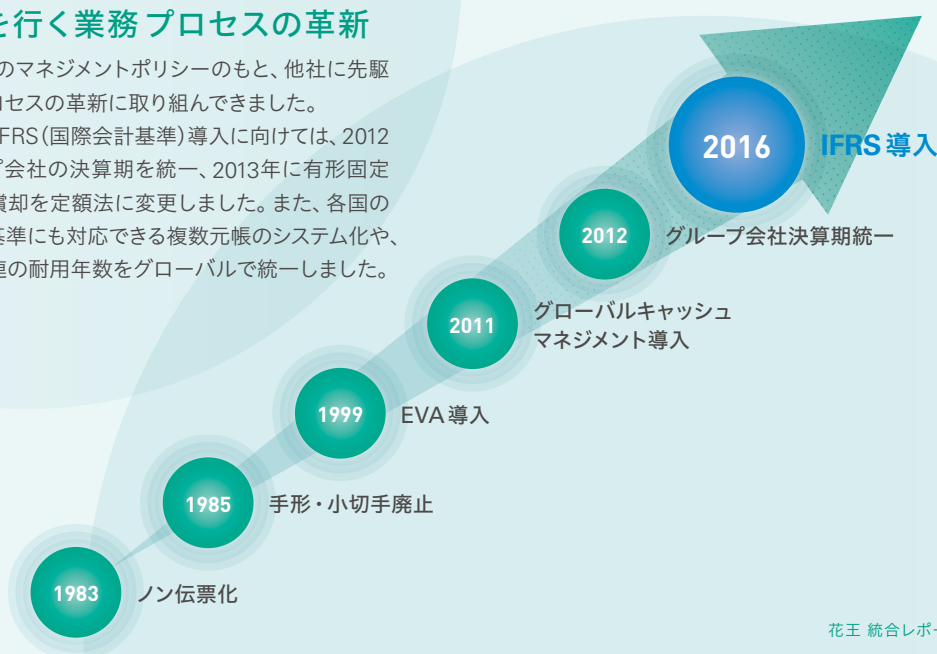 を行く業務プロセスの革新
のマネジメントポリシーのもと、他社に先駆
ロセスの革新に取り組んできました。
IFRS(国際会計基準)導入に向けては、2012
プ会社の決算期を統一、2013年に有形固定
償却を定額法に変更しました。また、各国の
基準にも対応できる複数元帳のシステム化や、
連の耐用年数をグローバルで統一しました。
2016 IFRS導入
2012 グループ会社決算期統一
2011 グローバルキャッシュ
マネジメント導入
1999 EVA導入
1985 手形・小切手廃止
1983 ノン伝票化
花王 統合レポー